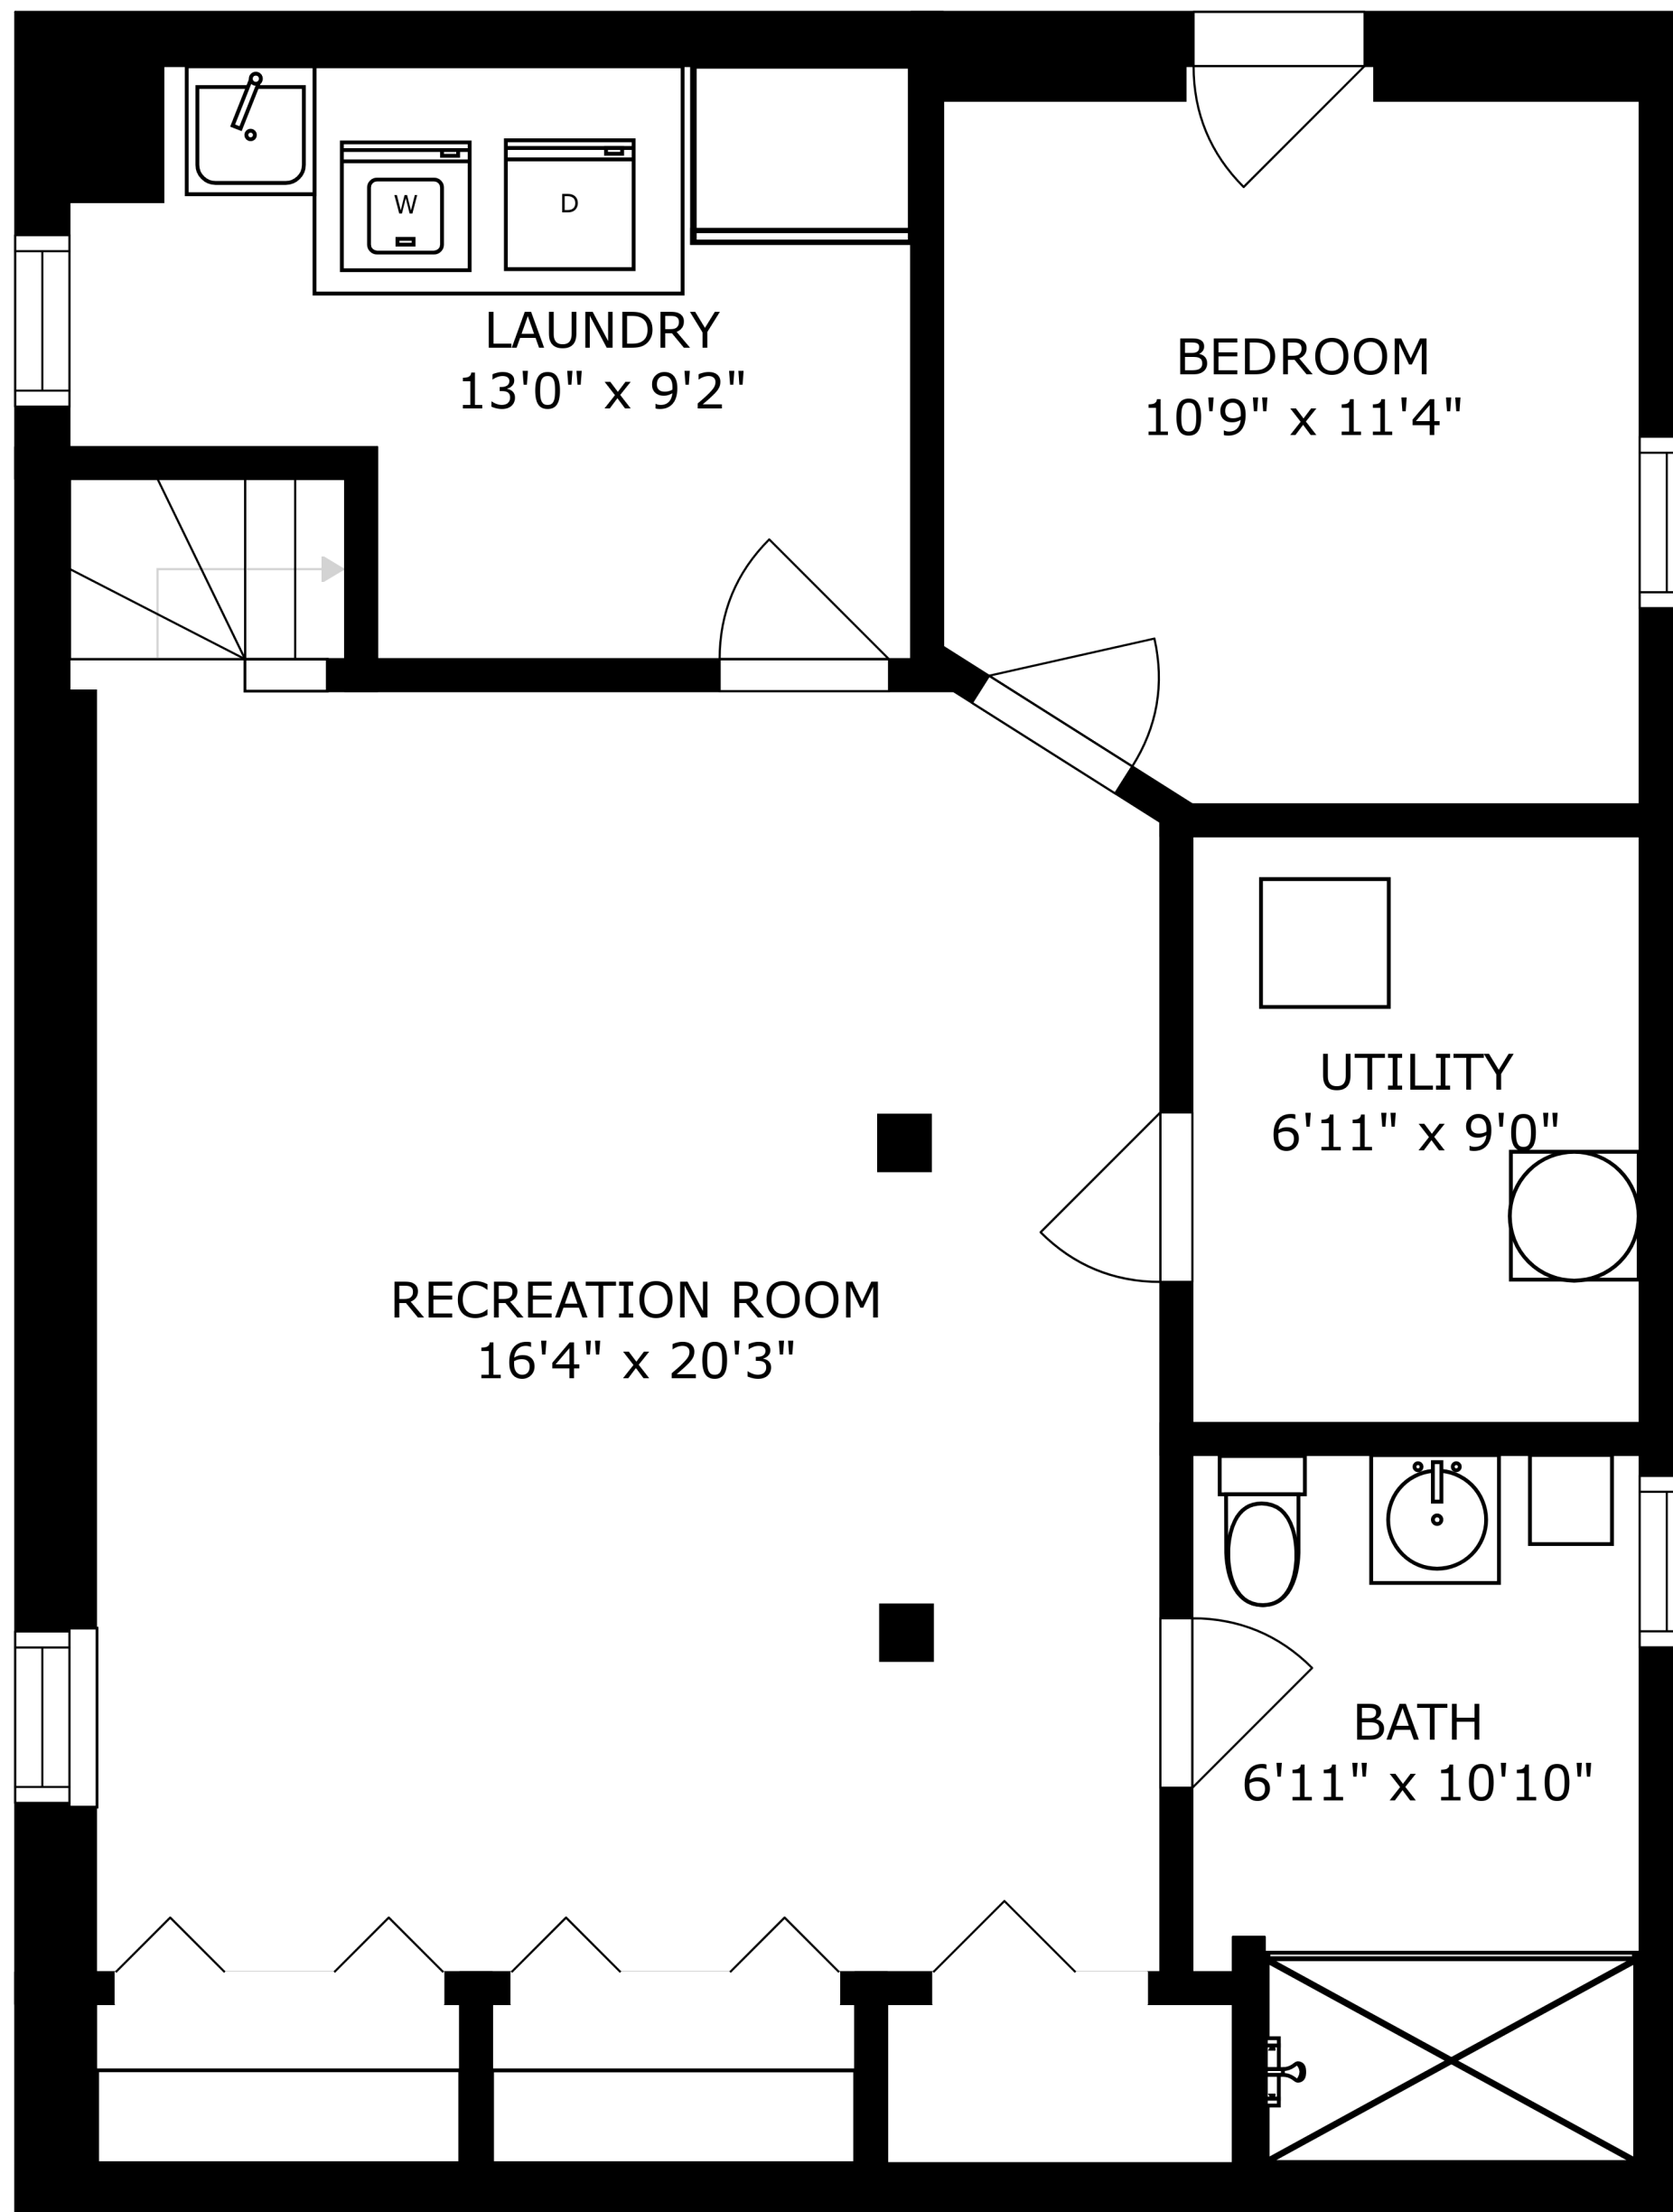 W
D
LAUNDRY
13'0" x 9'2"
BEDROOM
10'9" x 11'4"
UTILITY
6'11" x 9'0"
RECREATION ROOM
16'4" x 20'3"
BATH
6'11" x 10'10"